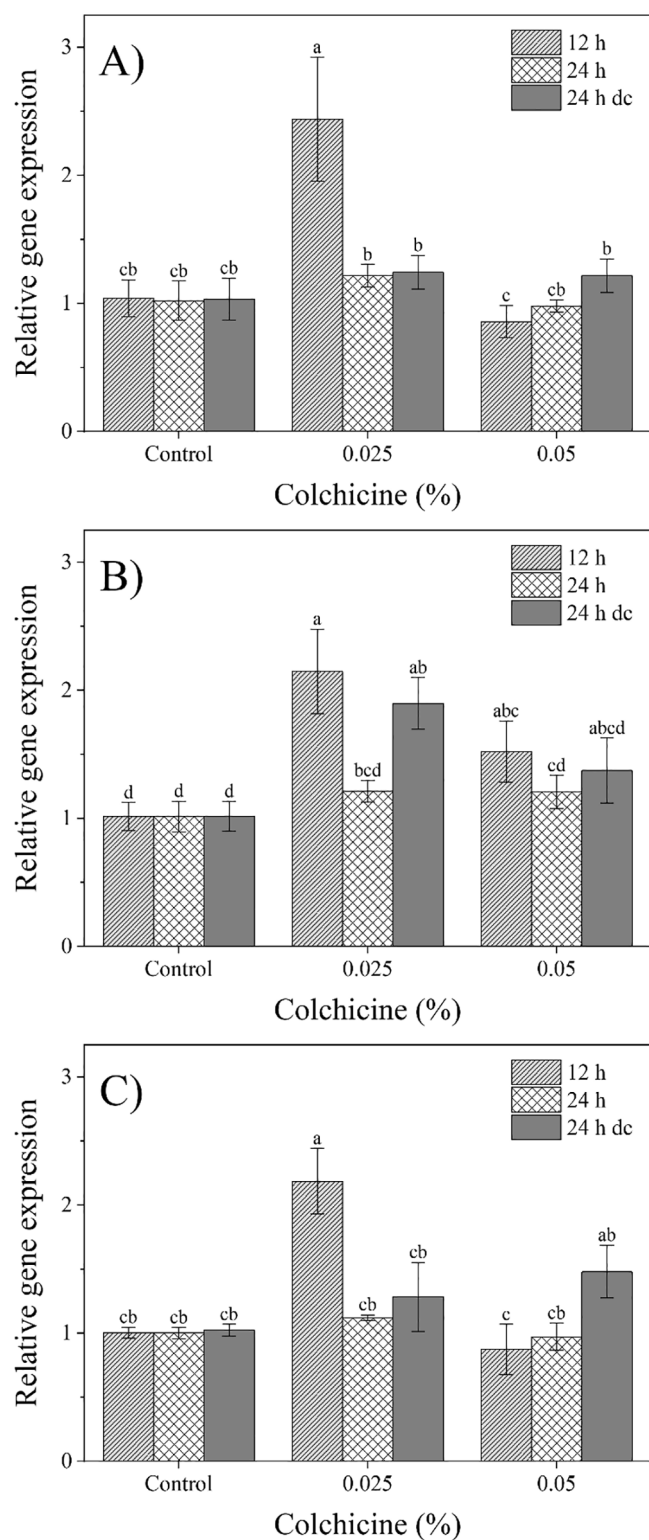 A)
Relative gene expression
3
2
1
0
12 h
24 h
24 h dc
cb cb cb
a b b
c cb b
Control 0.025 0.05
Colchicine (%)
B)
Relative gene expression
3
2
1
0
12 h
24 h
24 h dc
d d d
a bcd ab
abc cd abcd
Control 0.025 0.05
Colchicine (%)
C)
Relative gene expression
3
2
1
0
12 h
24 h
24 h dc
cb cb cb
a cb cb
c cb ab
Control 0.025 0.05
Colchicine (%)